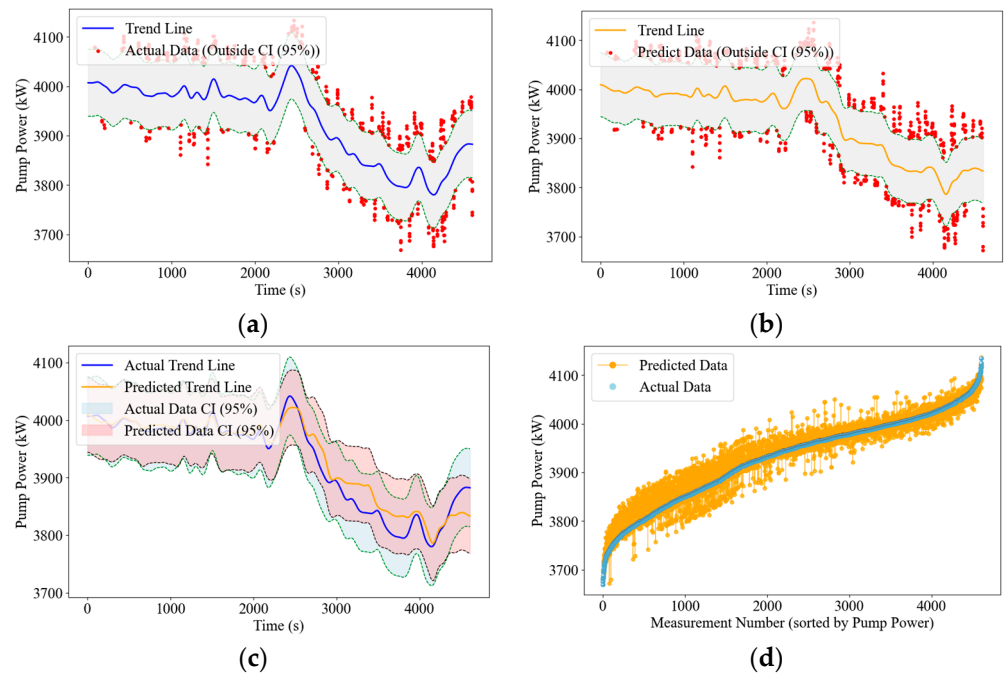 Trend Line
Actual Data (Outside CI (95%))
Pump Power (kW)
4100
4000
3900
3800
3700
0 1000 2000 3000 4000
Time (s)
(a)
Trend Line
Predict Data (Outside CI (95%))
Pump Power (kW)
4100
4000
3900
3800
3700
0 1000 2000 3000 4000
Time (s)
(b)
Actual Trend Line
Predicted Trend Line
Actual Data CI (95%)
Predicted Data CI (95%)
Pump Power (kW)
4100
4000
3900
3800
3700
0 1000 2000 3000 4000
Time (s)
(c)
Predicted Data
Actual Data
Pump Power (kW)
4100
4000
3900
3800
3700
0 1000 2000 3000 4000
Measurement Number (sorted by Pump Power)
(d)